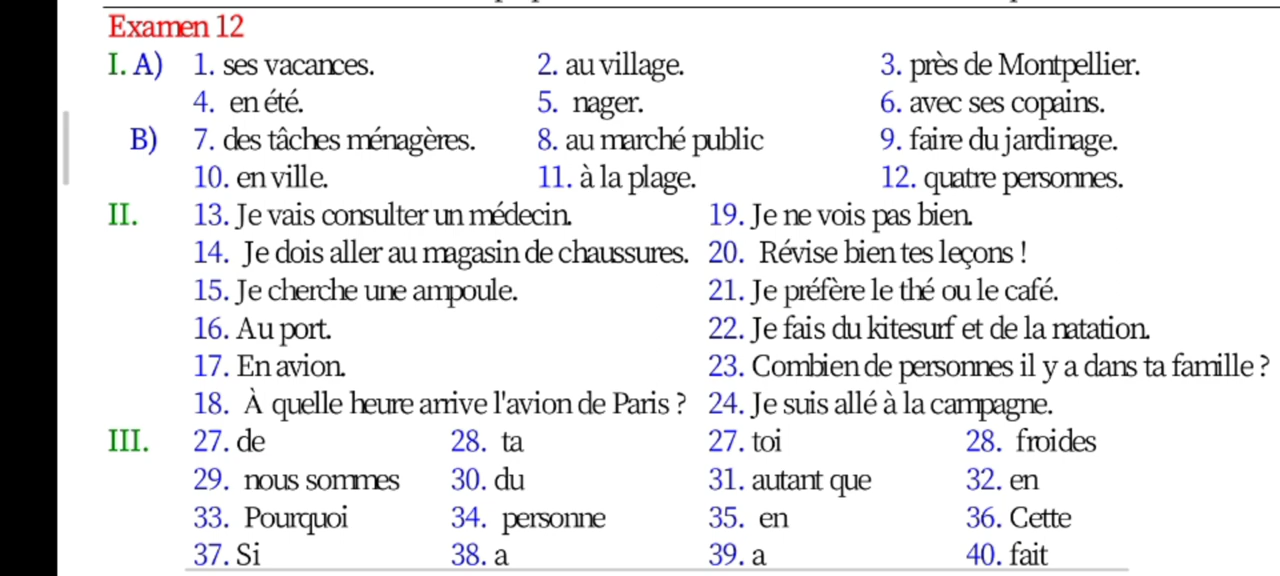 Examen 12
I. A) 1. ses vacances. 2. au village. 3. près de Montpellier.
4. en été. 5. nager. 6. avec ses copains.
B) 7. des tâches ménagères. 8. au marché public 9. faire du jardinage.
10. en ville. 11. à la plage. 12. quatre personnes.
II. 13. Je vais consulter un médecin. 19. Je ne vois pas bien.
14. Je dois aller au magasin de chaussures. 20. Révise bien tes leçons !
15. Je cherche une ampoule. 21. Je préfère le thé ou le café.
16. Au port. 22. Je fais du kitesurf et de la natation.
17. En avion. 23. Combien de personnes il y a dans ta famille ?
18. À quelle heure arrive l'avion de Paris ? 24. Je suis allé à la campagne.
III. 27. de 28. ta 27. toi 28. froides
29. nous sommes 30. du 31. autant que 32. en
33. Pourquoi 34. personne 35. en 36. Cette
37. Si 38. a 39. a 40. fait